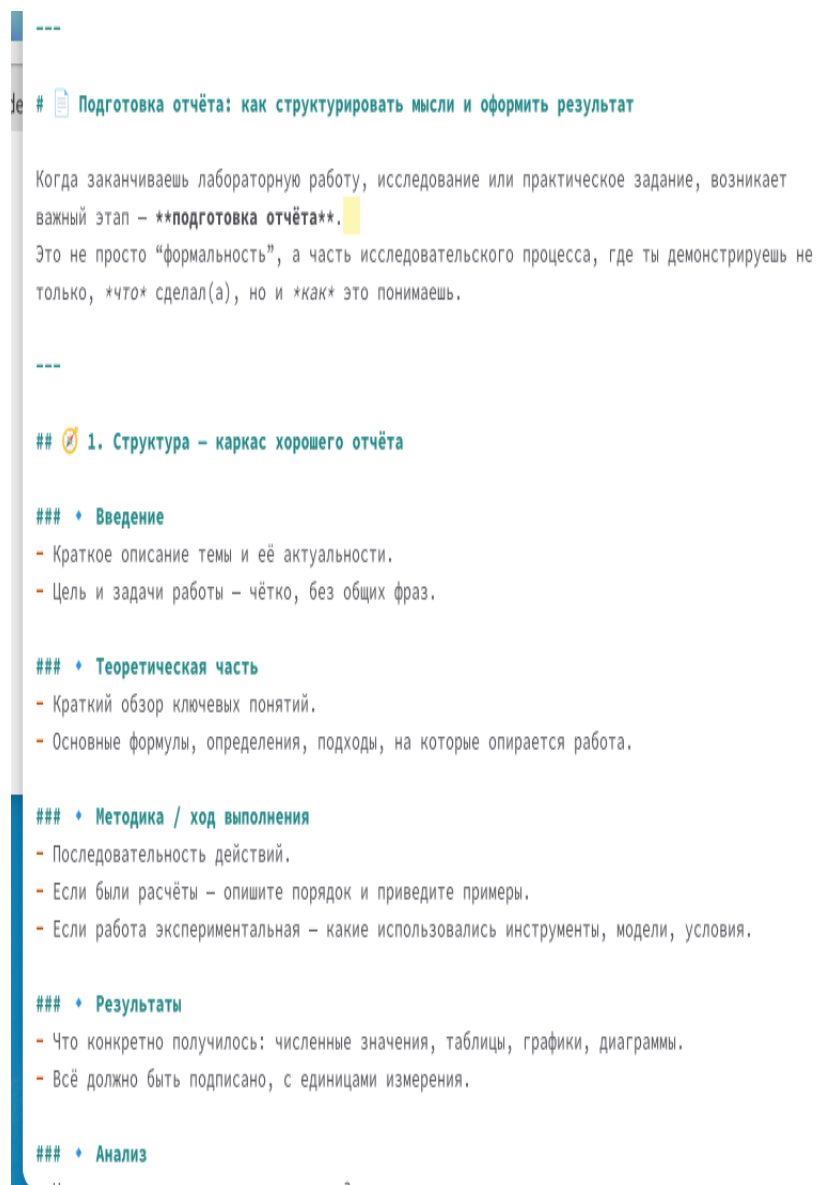 ---
de
# 📄 Подготовка отчёта: как структурировать мысли и оформить результат
Когда заканчиваешь лабораторную работу, исследование или практическое задание, возникает
важный этап — **подготовка отчёта**.
Это не просто “формальность”, а часть исследовательского процесса, где ты демонстрируешь не
только, *что* сделал(а), но и *как* это понимаешь.
---
## 🧭 1. Структура — каркас хорошего отчёта
### 🔹 Введение
- Краткое описание темы и её актуальности.
- Цель и задачи работы — чётко, без общих фраз.
### 🔹 Теоретическая часть
- Краткий обзор ключевых понятий.
- Основные формулы, определения, подходы, на которые опирается работа.
### 🔹 Методика / ход выполнения
- Последовательность действий.
- Если были расчёты — опишите порядок и приведите примеры.
- Если работа экспериментальная — какие использовались инструменты, модели, условия.
### 🔹 Результаты
- Что конкретно получилось: численные значения, таблицы, графики, диаграммы.
- Всё должно быть подписано, с единицами измерения.
### 🔹 Анализ